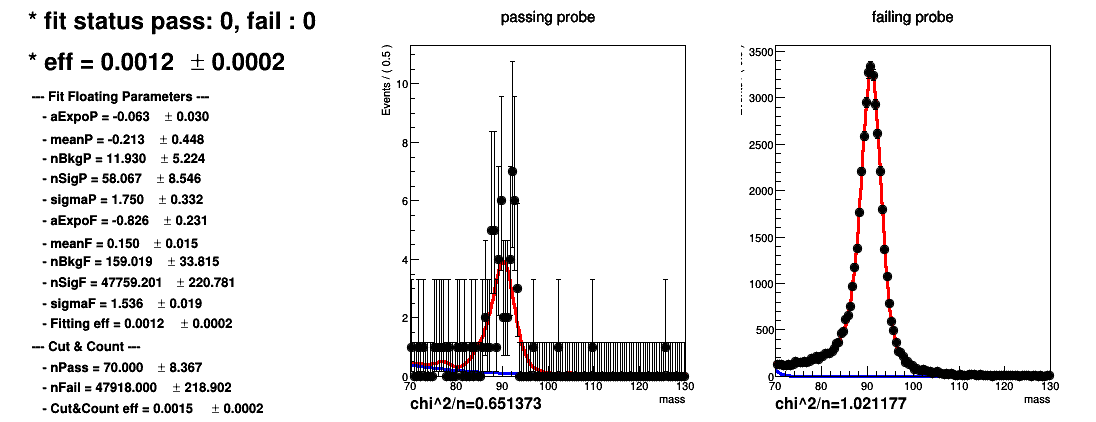 * fit status pass: 0, fail : 0
* eff = 0.0012 ± 0.0002
--- Fit Floating Parameters ---
- aExpoP = -0.063 ± 0.030
- meanP = -0.213 ± 0.448
- nBkgP = 11.930 ± 5.224
- nSigP = 58.067 ± 8.546
- sigmaP = 1.750 ± 0.332
- aExpoF = -0.826 ± 0.231
- meanF = 0.150 ± 0.015
- nBkgF = 159.019 ± 33.815
- nSigF = 47759.201 ± 220.781
- sigmaF = 1.536 ± 0.019
- Fitting eff = 0.0012 ± 0.0002
--- Cut & Count ---
- nPass = 70.000 ± 8.367
- nFail = 47918.000 ± 218.902
- Cut&Count eff = 0.0015 ± 0.0002
passing probe
Events / ( 0.5 )
10
8
6
4
2
0
70 80 90 100 110 120 130
mass
chi^2/n=0.651373
failing probe
3500
3000
2500
2000
1500
1000
500
0
70 80 90 100 110 120 130
mass
chi^2/n=1.021177